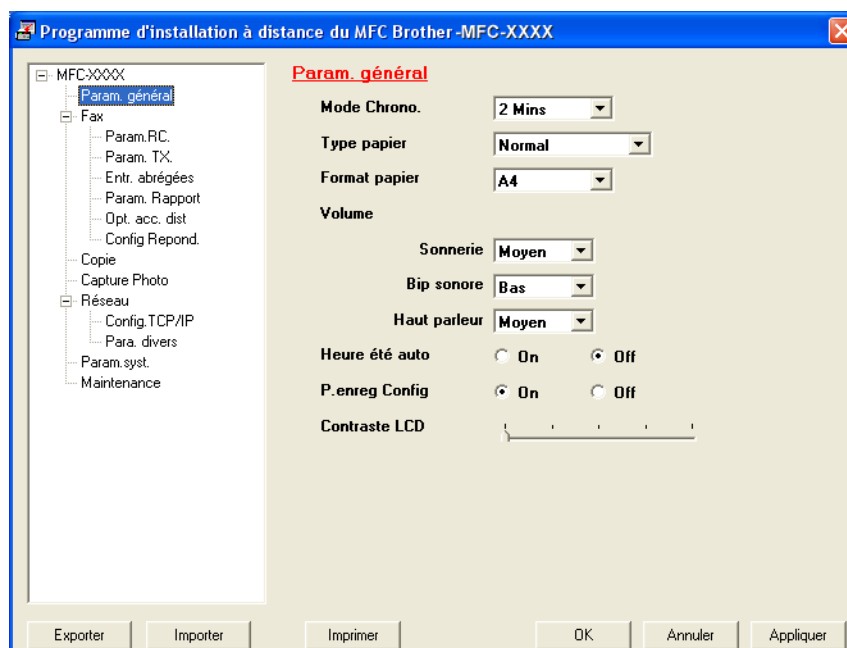 Programme d'installation à distance du MFC Brother -MFC-XXXX
MFC-XXXX
Param. général
Fax
Param.RC.
Param. TX.
Entr. abrégées
Param. Rapport
Opt. acc. dist
Config Repond.
Copie
Capture Photo
Réseau
Config.TCP/IP
Para. divers
Param.syst.
Maintenance
Param. général
Mode Chrono. 2 Mins
Type papier Normal
Format papier A4
Volume
Sonnerie Moyen
Bip sonore Bas
Haut parleur Moyen
Heure été auto On Off
P.enreg Config On Off
Contraste LCD
Exporter Importer Imprimer OK Annuler Appliquer